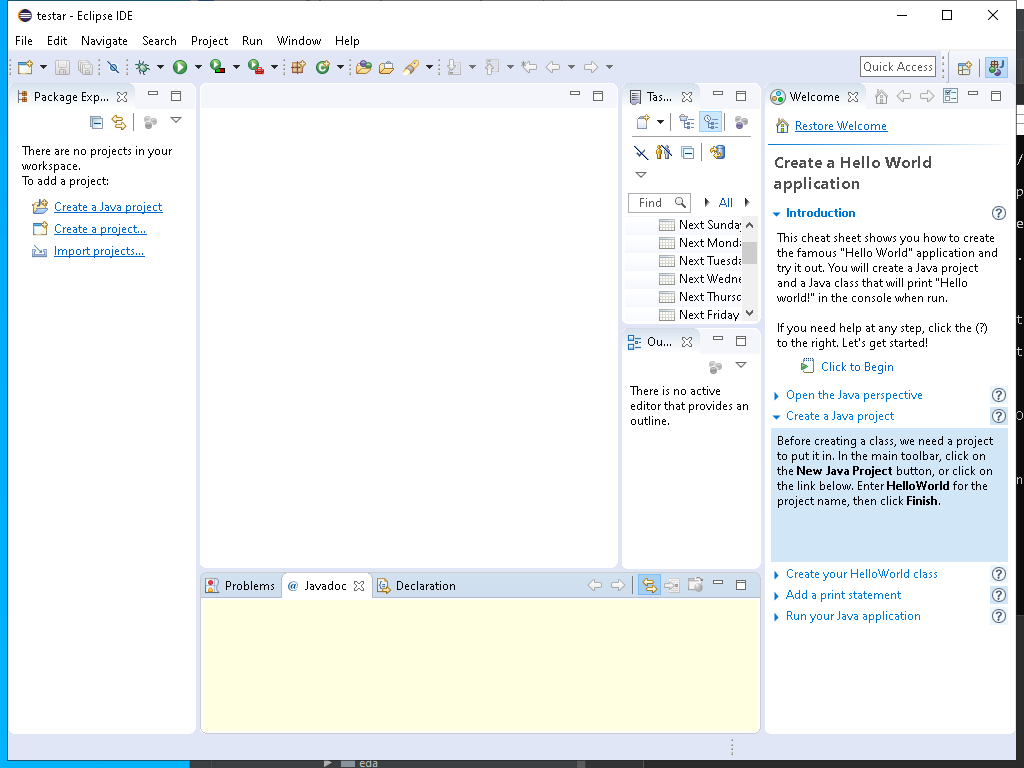 testar - Eclipse IDE
File Edit Navigate Search Project Run Window Help
Quick Access
Package Exp...
There are no projects in your
workspace.
To add a project:
Create a Java project
Create a project...
Import projects...
Tas...
Find
All
Next Sunday
Next Monda
Next Tuesda
Next Wedne
Next Thursd
Next Friday
Ou...
There is no active
editor that provides an
outline.
Problems
@ Javadoc
Declaration
Welcome
Restore Welcome
Create a Hello World
application
Introduction
This cheat sheet shows you how to create
the famous "Hello World" application and
try it out. You will create a Java project
and a Java class that will print "Hello
world!" in the console when run.
If you need help at any step, click the (?)
to the right. Let's get started!
Click to Begin
Open the Java perspective
Create a Java project
Before creating a class, we need a project
to put it in. In the main toolbar, click on
the New Java Project button, or click on
the link below. Enter HelloWorld for the
project name, then click Finish.
Create your HelloWorld class
Add a print statement
Run your Java application
eda